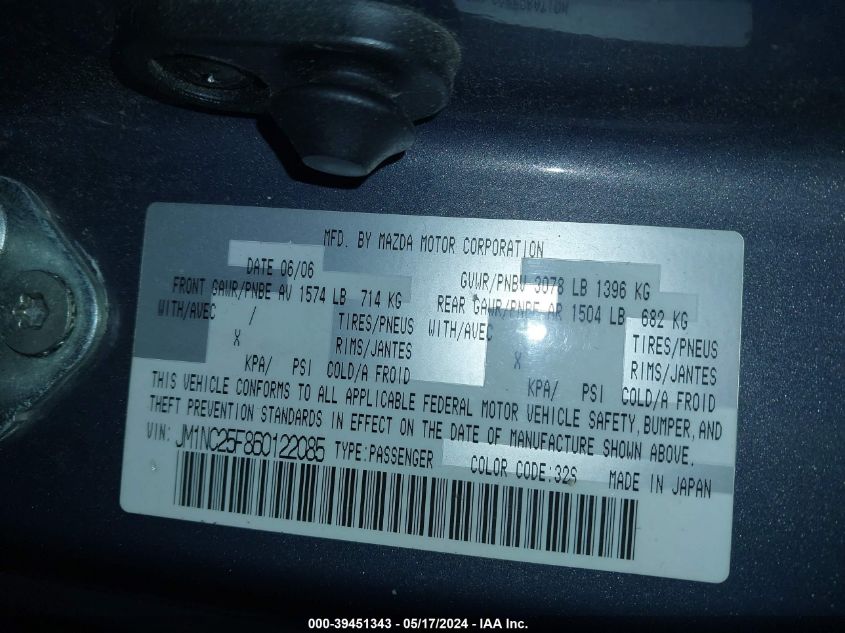 MFD. BY MAZDA MOTOR CORPORATION
DATE 06/06 GVWR/PNBV 3078 LB 1396 KG
FRONT GAWR/PNBE AV 1574 LB 714 KG REAR GAWR/PNBE AR 1504 LB 682 KG
WITH/AVEC / TIRES/PNEUS WITH/AVEC TIRES/PNEUS
X RIMS/JANTES X RIMS/JANTES
KPA/ PSI COLD/A FROID KPA/ PSI COLD/A FROID
THIS VEHICLE CONFORMS TO ALL APPLICABLE FEDERAL MOTOR VEHICLE SAFETY, BUMPER, AND
THEFT PREVENTION STANDARDS IN EFFECT ON THE DATE OF MANUFACTURE SHOWN ABOVE.
VIN: JM1NC25F860122085 TYPE:PASSENGER COLOR CODE:32S MADE IN JAPAN
000-39451343 - 05/17/2024 - IAA Inc.